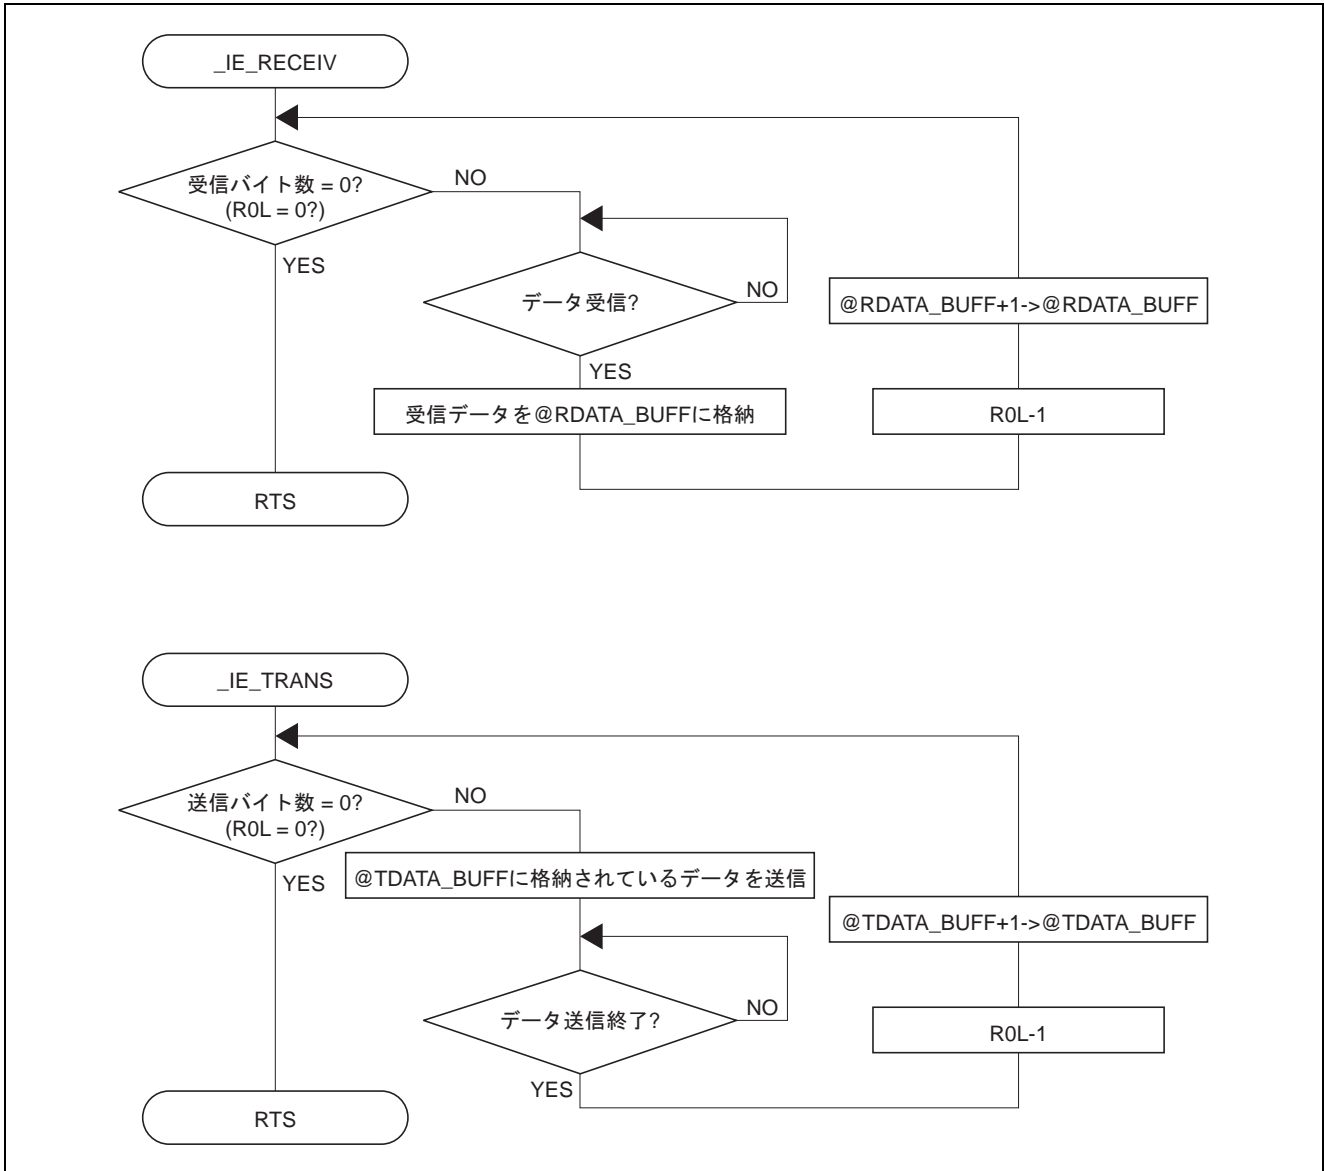 _IE_RECEIV
受信バイト数 = 0?
(R0L = 0?)
NO
YES
データ受信?
NO
YES
受信データを@RDATA_BUFFに格納
@RDATA_BUFF+1->@RDATA_BUFF
R0L-1
RTS
_IE_TRANS
送信バイト数 = 0?
(R0L = 0?)
NO
YES
@TDATA_BUFFに格納されているデータを送信
データ送信終了?
NO
YES
@TDATA_BUFF+1->@TDATA_BUFF
R0L-1
RTS